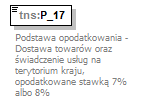 tns:P_17
Podstawa opodatkowania -
Dostawa towarów oraz
świadczenie usług na
terytorium kraju,
opodatkowane stawką 7%
albo 8%